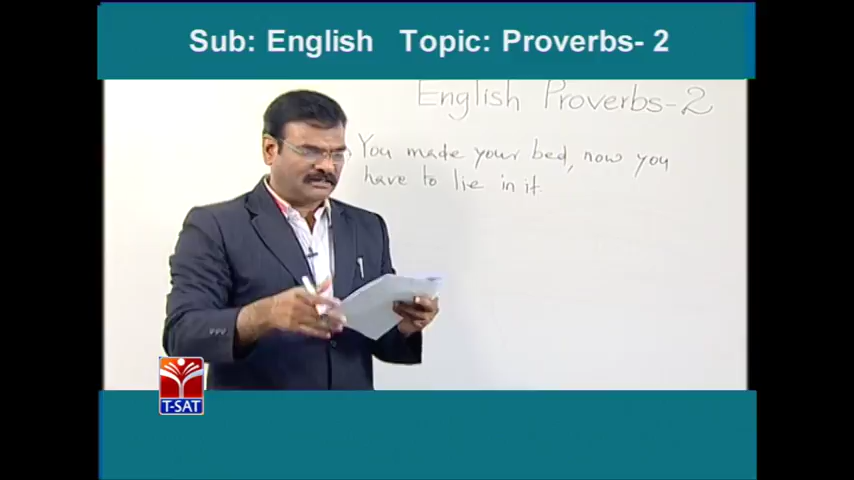 Sub: English Topic: Proverbs- 2
English Proverbs-2
You made your bed, now you
have to lie in it.
T-SAT